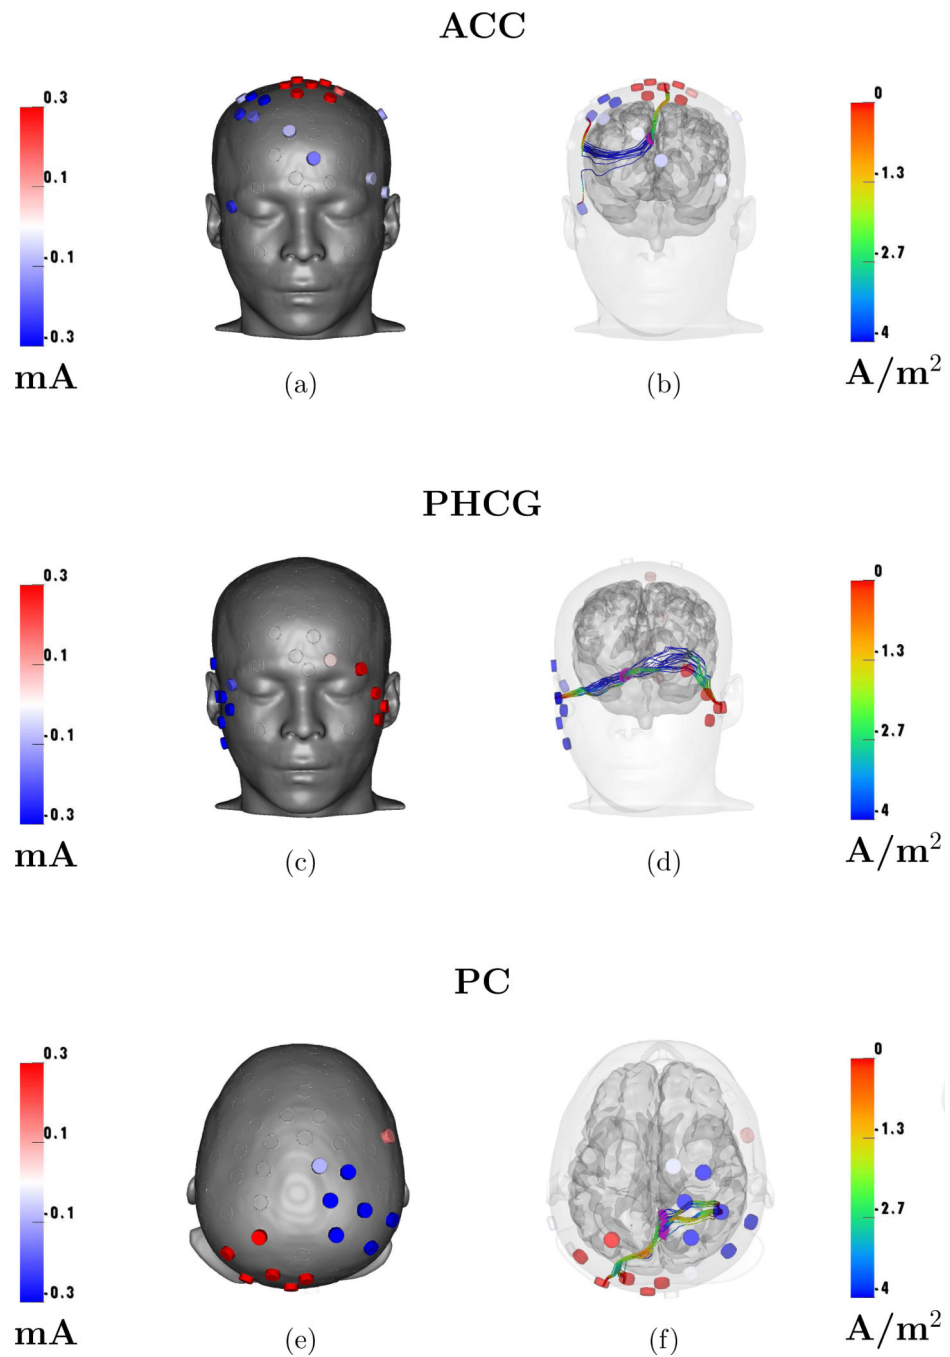 ACC
0.3
0.1
-0.1
-0.3
mA
(a)
(b)
0
-1.3
-2.7
-4
A/m²
PHCG
0.3
0.1
-0.1
-0.3
mA
(c)
(d)
0
-1.3
-2.7
-4
A/m²
PC
0.3
0.1
-0.1
-0.3
mA
(e)
(f)
0
-1.3
-2.7
-4
A/m²